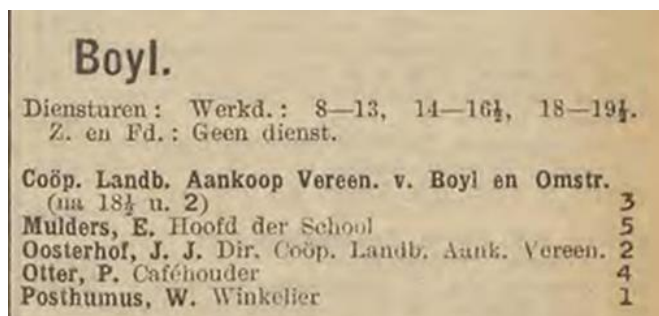 Boyl.
Diensturen: Werkd.: 8—13, 14—16½, 18—19½.
Z. en Fd.: Geen dienst.
Coöp. Landb. Aankoop Vereen. v. Boyl en Omstr.
(na 18½ u. 2) 3
Mulders, E. Hoofd der School 5
Oosterhof, J. J. Dir. Coöp. Landb. Aank. Vereen. 2
Otter, P. Caféhouder 4
Posthumus, W. Winkelier 1